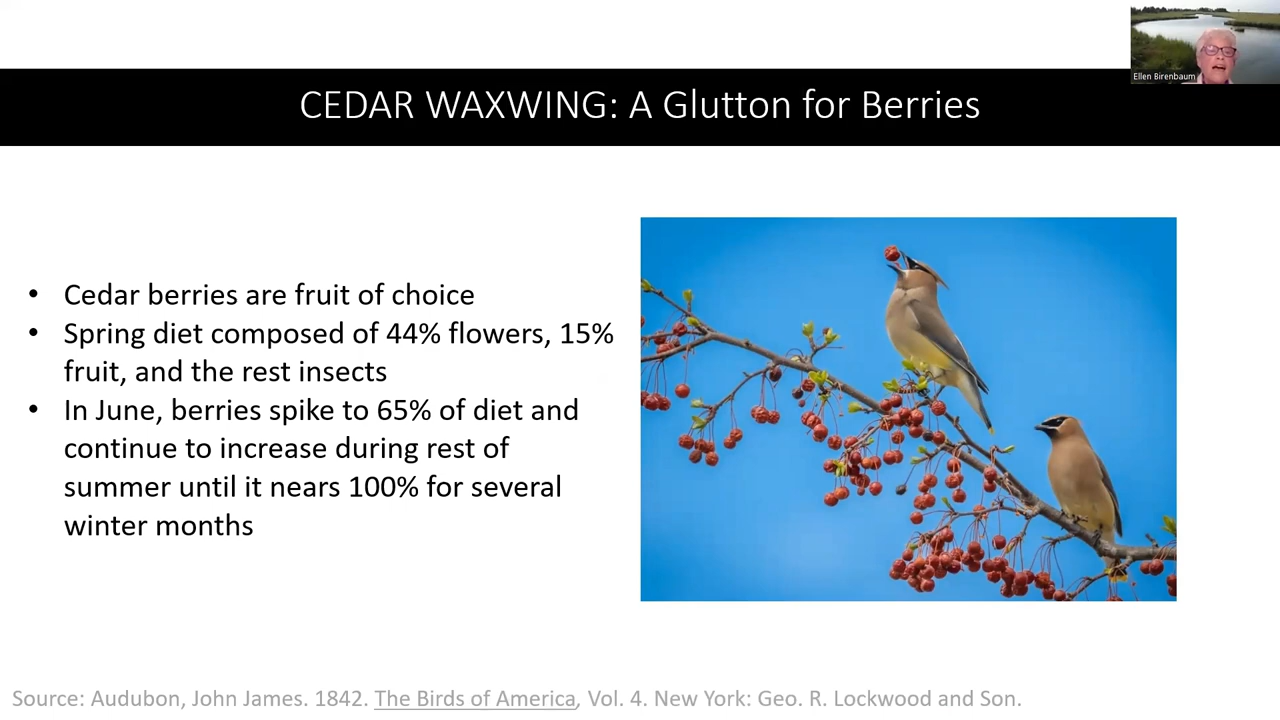 Ellen Birenbaum
CEDAR WAXWING: A Glutton for Berries
• Cedar berries are fruit of choice
• Spring diet composed of 44% flowers, 15%
fruit, and the rest insects
• In June, berries spike to 65% of diet and
continue to increase during rest of
summer until it nears 100% for several
winter months
Source: Audubon, John James. 1842. The Birds of America, Vol. 4. New York: Geo. R. Lockwood and Son.